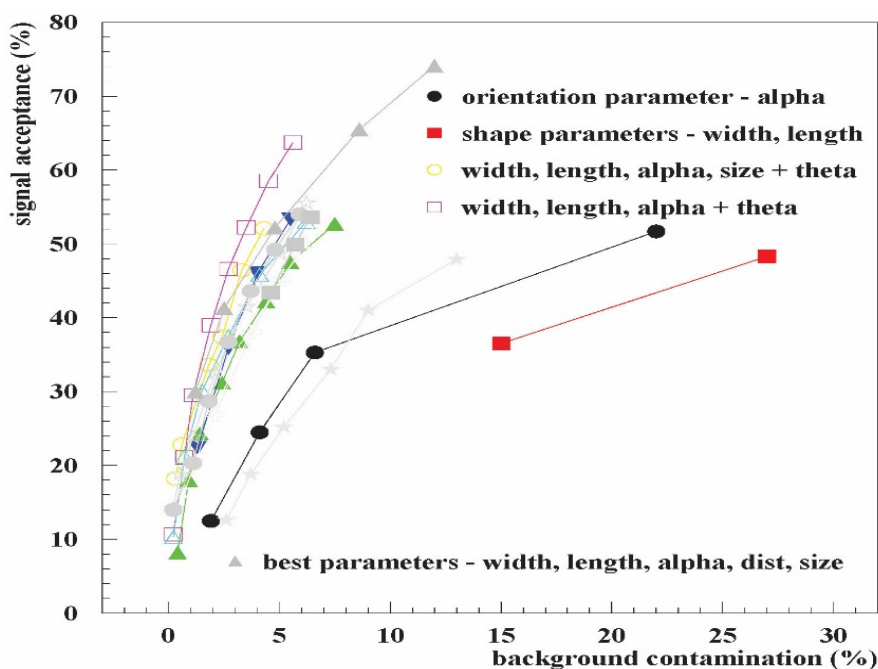 signal acceptance (%)
80
70
60
50
40
30
20
10
0
orientation parameter - alpha
shape parameters - width, length
width, length, alpha, size + theta
width, length, alpha + theta
best parameters - width, length, alpha, dist, size
0 5 10 15 20 25 30
background contamination (%)